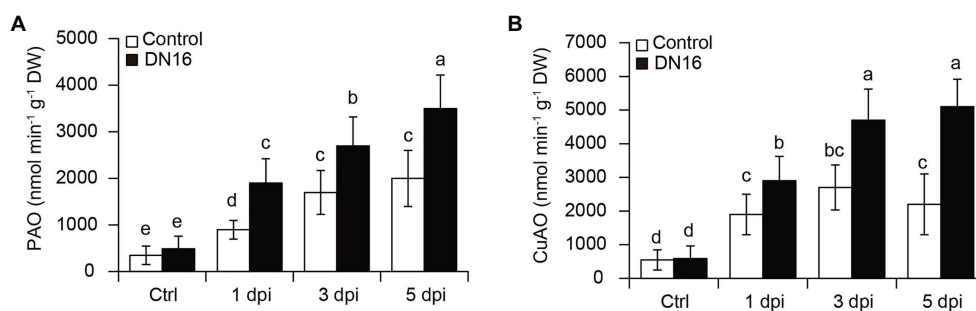 A
PAO (nmol min⁻¹ g⁻¹ DW)
5000
4000
3000
2000
1000
0
Control
DN16
e
e
d
c
c
b
c
a
Ctrl
1 dpi
3 dpi
5 dpi
B
CuAO (nmol min⁻¹ g⁻¹ DW)
7000
6000
5000
4000
3000
2000
1000
0
Control
DN16
d
d
c
b
bc
a
c
a
Ctrl
1 dpi
3 dpi
5 dpi